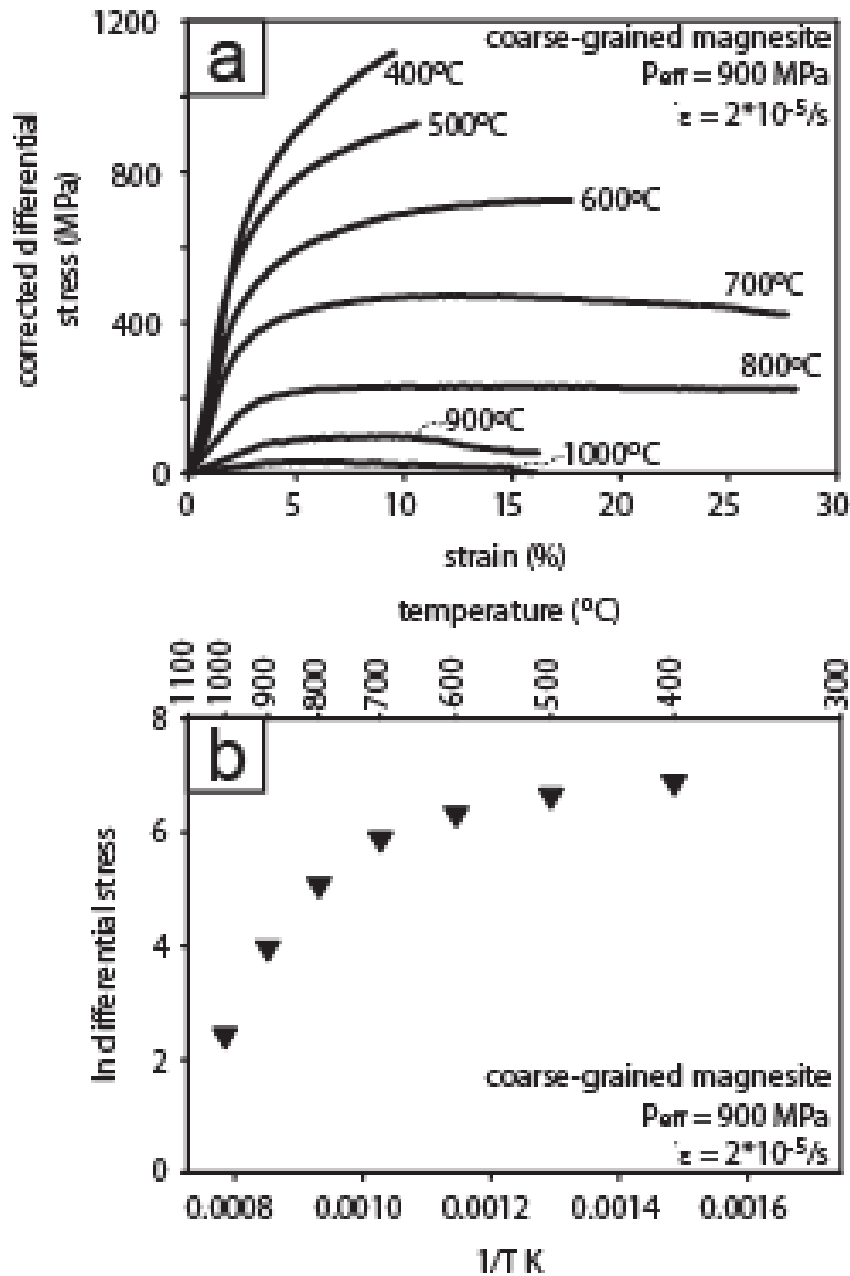 1200
a
coarse-grained magnesite
Peff = 900 MPa
ε = 2*10-5/s
400ºC
500ºC
800
600ºC
corrected differential
stress (MPa)
700ºC
400
800ºC
900ºC
1000ºC
0
0 5 10 15 20 25 30
strain (%)
temperature (ºC)
1100 1000 900 800 700 600 500 400 300
8
b
6
ln differential stress
4
2
coarse-grained magnesite
Peff = 900 MPa
ε = 2*10-5/s
0
0.0008 0.0010 0.0012 0.0014 0.0016
1/T K